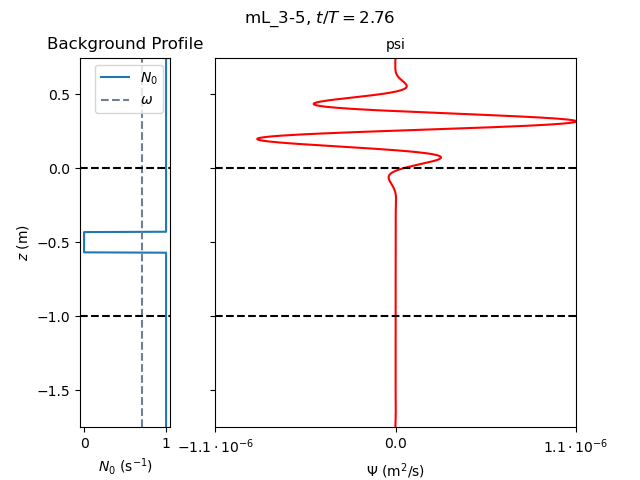 mL_3-5, t/T = 2.76
Background Profile
psi
N₀
ω
0.5
0.0
−0.5
−1.0
−1.5
z (m)
0 1
N₀ (s⁻¹)
−1.1 · 10⁻⁶ 0.0 1.1 · 10⁻⁶
Ψ (m²/s)